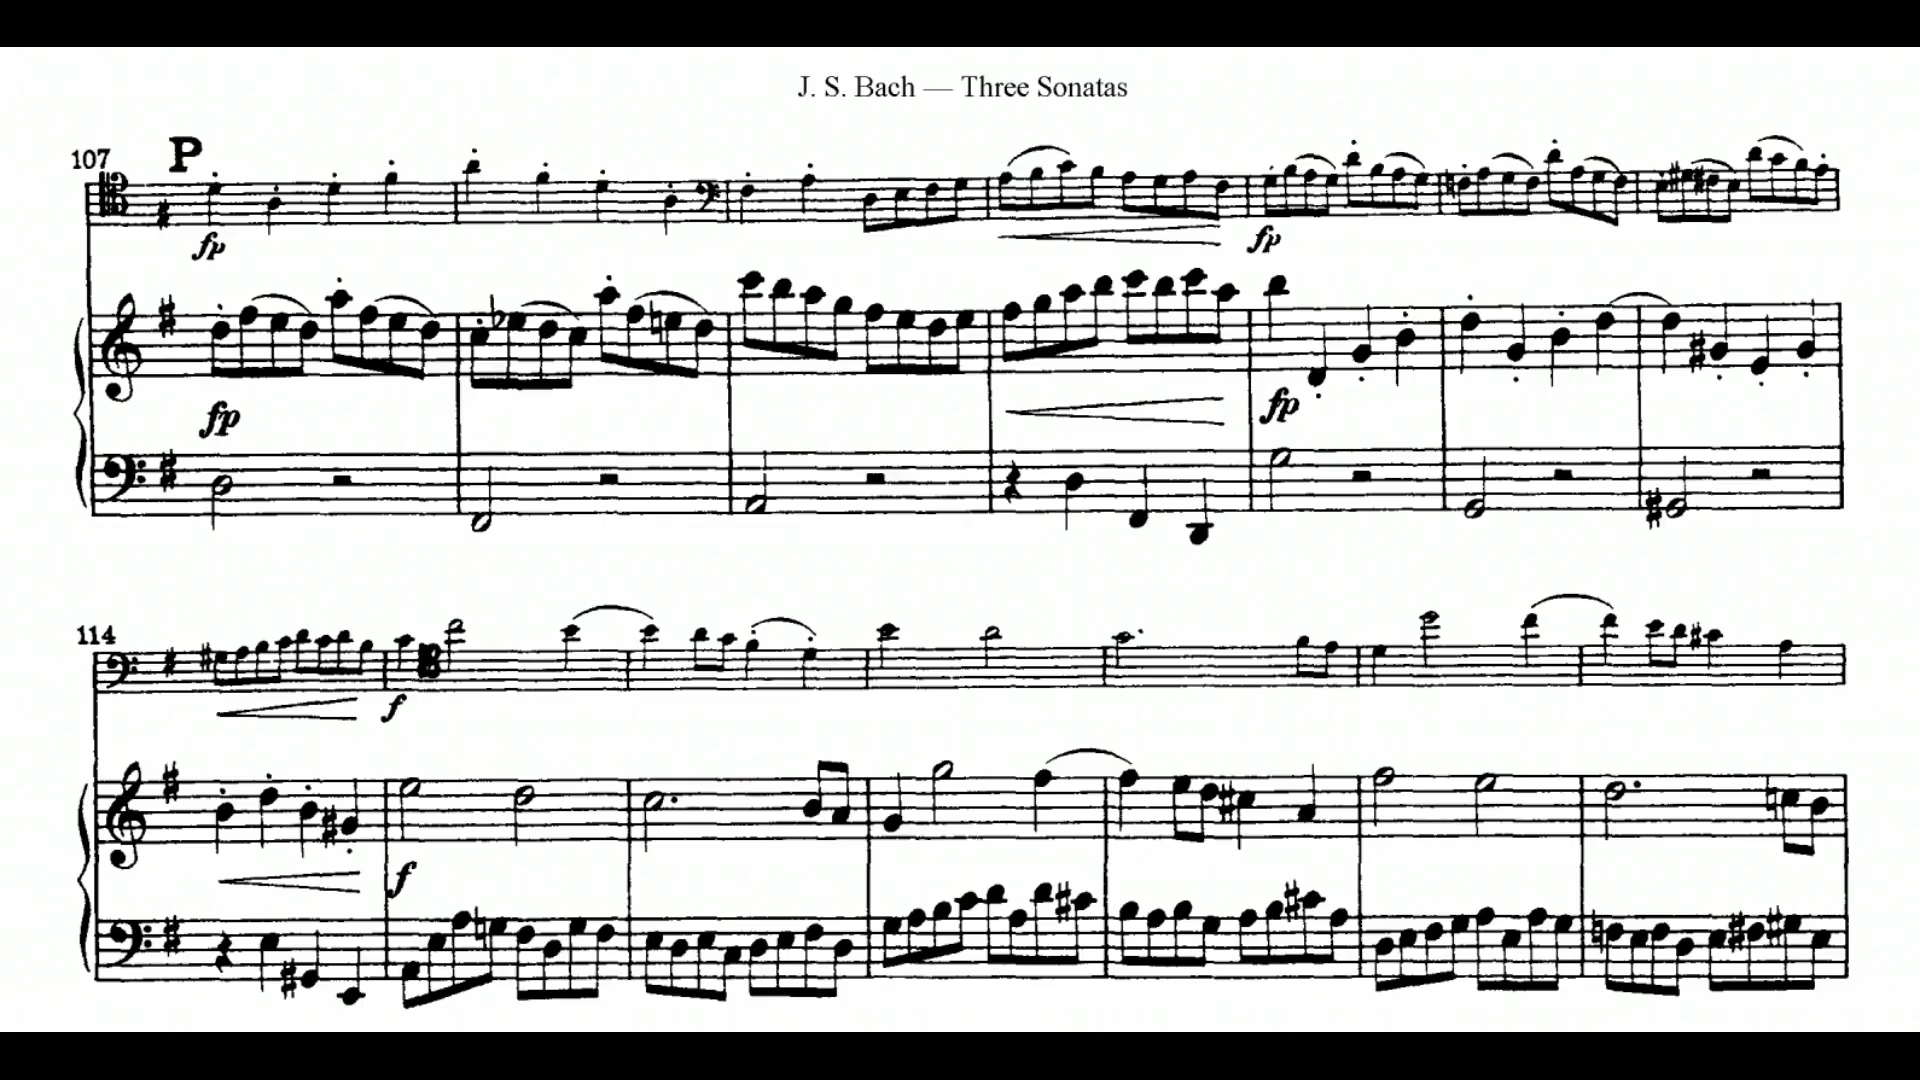 J. S. Bach — Three Sonatas
107 P
fp
fp
fp
fp
114
f
f